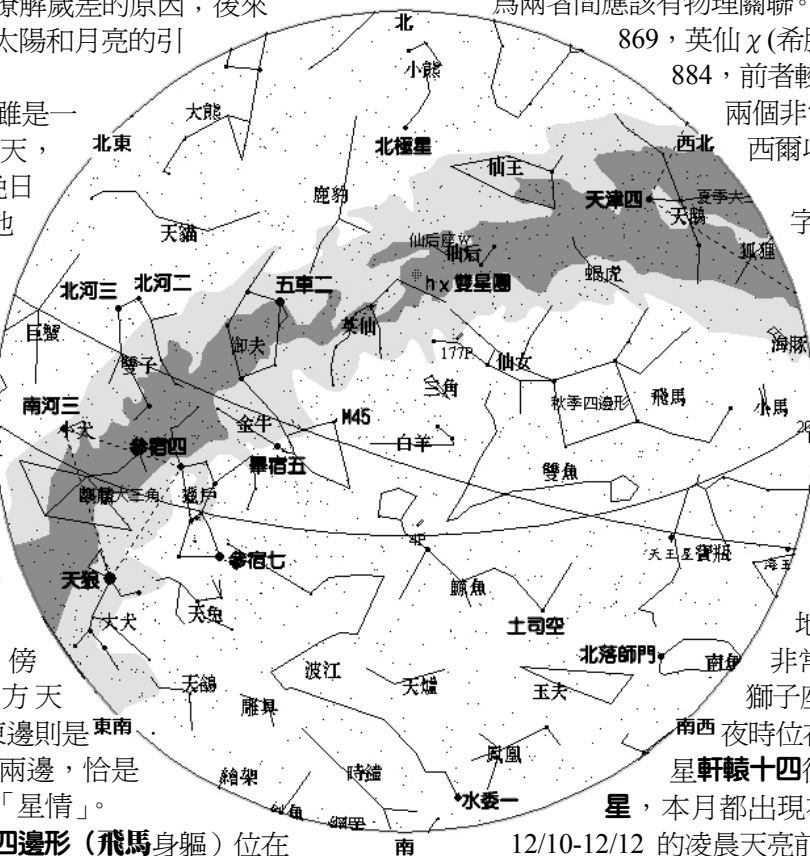 瞭解歲差的原因，後來
太陽和月亮的引
雖是一
天，
晚日
地
傍
方天
東邊則是
兩邊，恰是
「星情」。
四邊形（飛馬身軀）位在
為兩者間應該有物理關聯。
869，英仙χ(希
884，前者較
兩個非
西爾
字
地
非常
獅子座
夜時位在
星軒轅十四
星，本月都出現
12/10-12/12 的凌晨天亮前
北
小熊
大熊
北東
北極星
西北
仙王
鹿豹
天津四
夏季大三
天鵝
天貓
仙后座W
仙后
狐狸
蝎虎
北河三
北河二
五車二
h χ 雙星團
英仙
巨蟹
御夫
海豚
雙子
177P
仙女
三角
南河三
小犬
金牛
M45
秋季四邊形
飛馬
小馬
參宿四
畢宿五
白羊
雙魚
大三角
獵戶
4P
天王星
寶瓶
海王
參宿七
天狼
鯨魚
天兔
大犬
土司空
北落師門
南魚
波江
天爐
玉夫
天鴿
雕具
東南
南西
鳳凰
繪架
時鐘
水委一
南